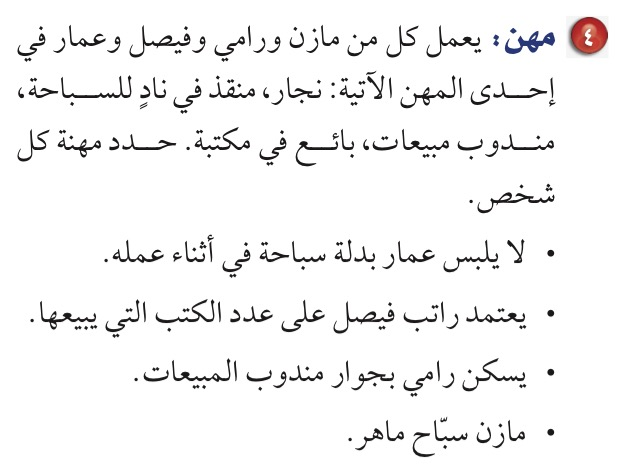 ٤ مهن: يعمل كل من مازن ورامي وفيصل وعمار في
إحدى المهن الآتية: نجار، منقذ في نادٍ للسباحة،
مندوب مبيعات، بائع في مكتبة. حدد مهنة كل
شخص.
• لا يلبس عمار بدلة سباحة في أثناء عمله.
• يعتمد راتب فيصل على عدد الكتب التي يبيعها.
• يسكن رامي بجوار مندوب المبيعات.
• مازن سبّاح ماهر.